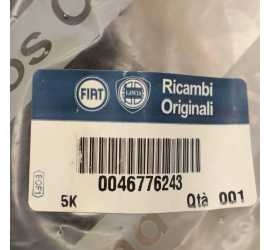 FIAT
LANCIA
Ricambi
Originali
0046776243
5K
Qtà 001